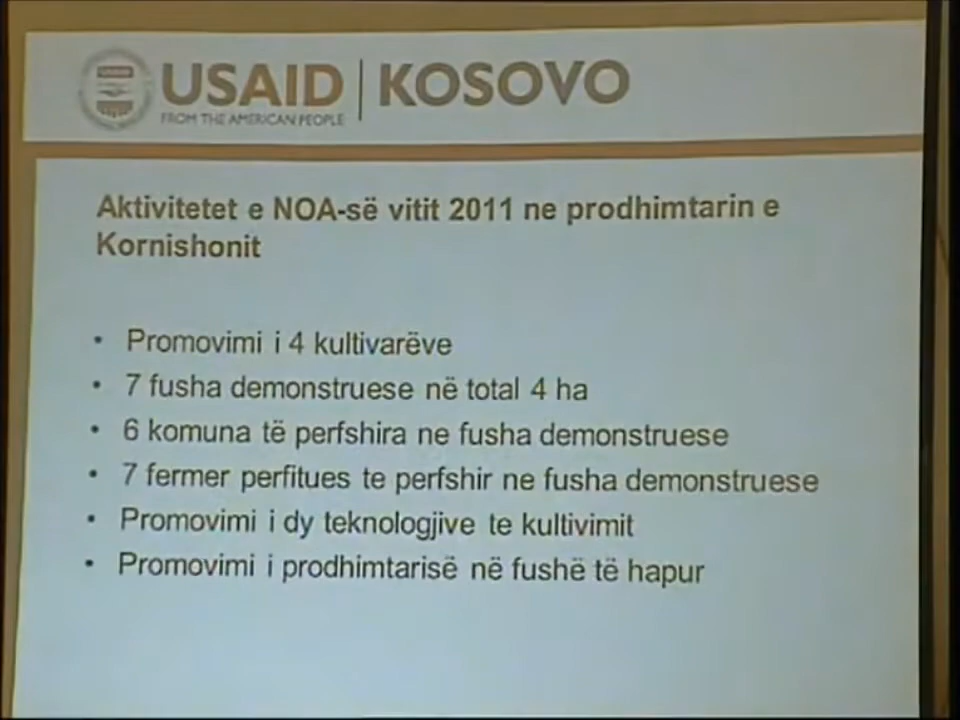 USAID | KOSOVO
FROM THE AMERICAN PEOPLE
Aktivitetet e NOA-së vitit 2011 ne prodhimtarin e
Kornishonit
• Promovimi i 4 kultivarëve
• 7 fusha demonstruese në total 4 ha
• 6 komuna të perfshira ne fusha demonstruese
• 7 fermer perfitues te perfshir ne fusha demonstruese
• Promovimi i dy teknologjive te kultivimit
• Promovimi i prodhimtarisë në fushë të hapur